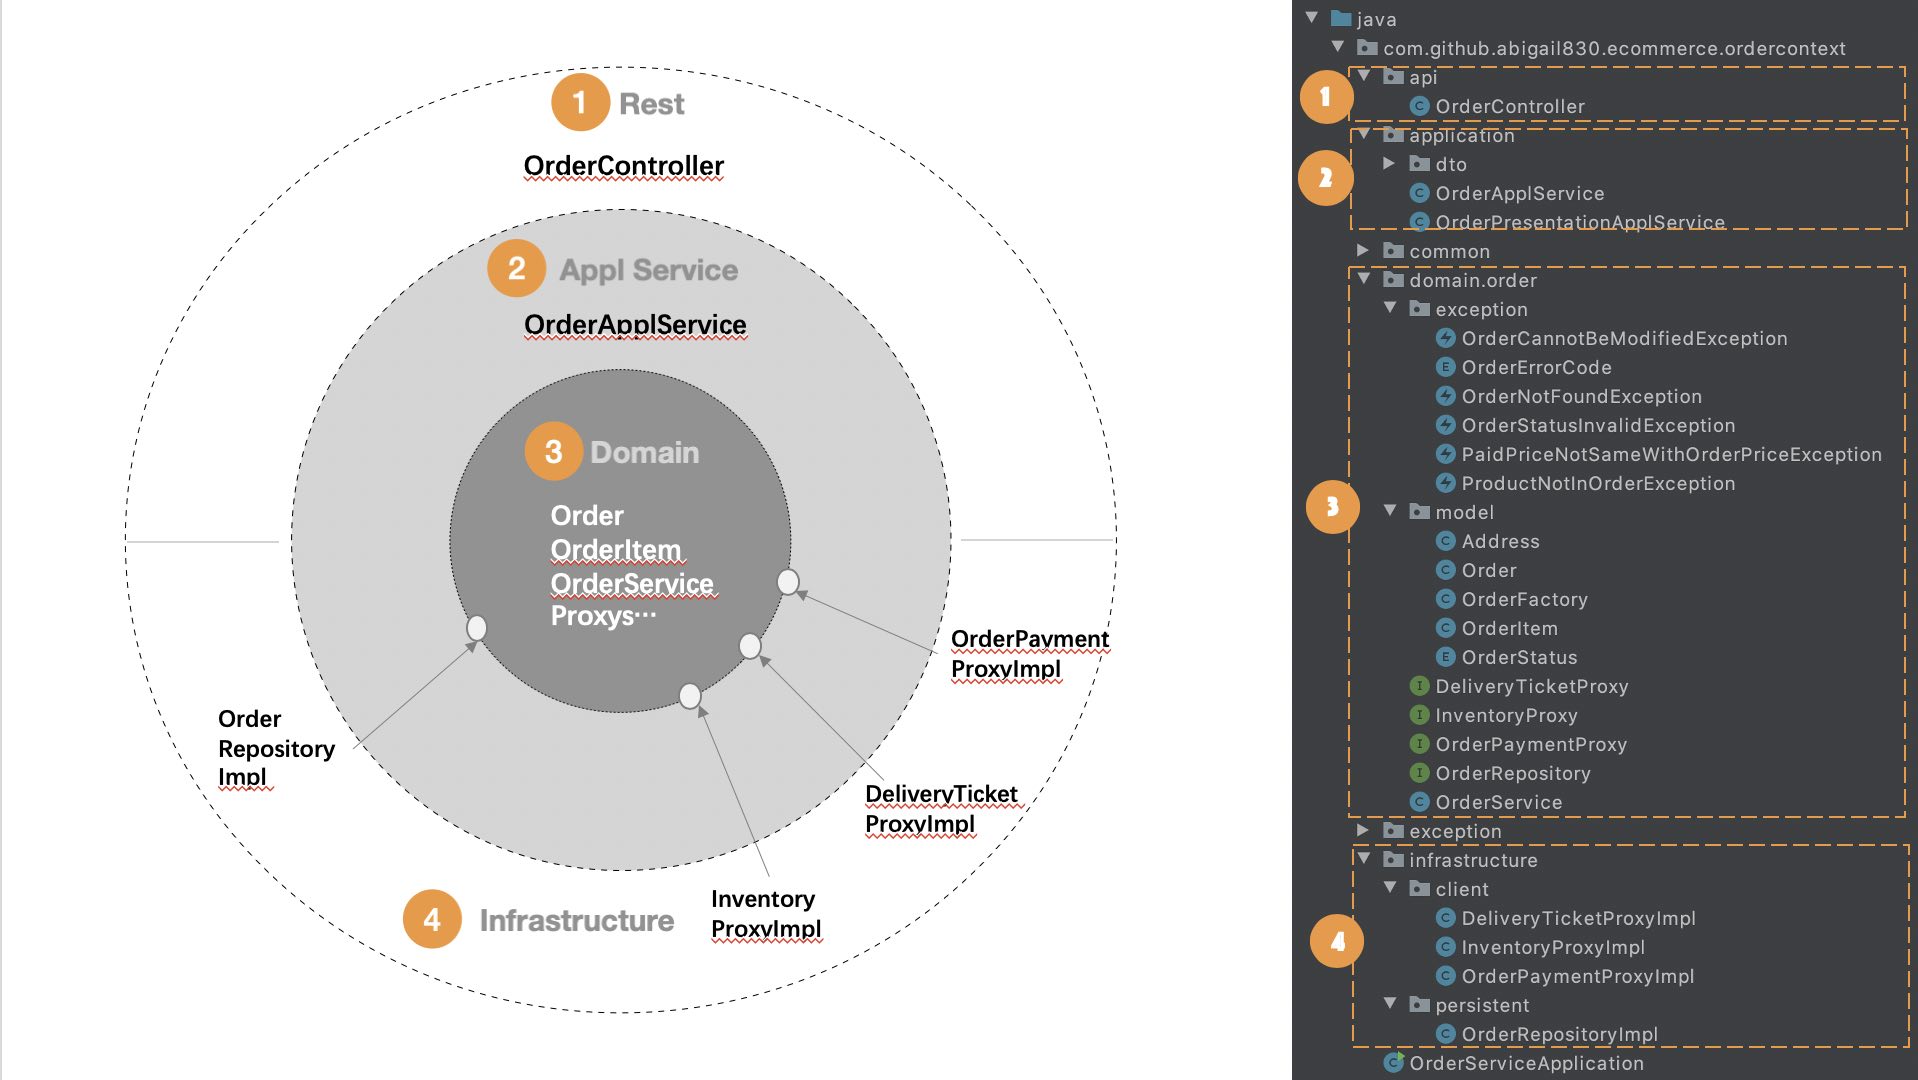 1 Rest
OrderController
2 Appl Service
OrderApplService
3 Domain
Order
OrderItem
OrderService
Proxys⋯
OrderPayment
ProxyImpl
Order
Repository
Impl
DeliveryTicket
ProxyImpl
Inventory
ProxyImpl
4 Infrastructure
java
com.github.abigail830.ecommerce.ordercontext
1
api
OrderController
2
application
dto
OrderApplService
OrderPresentationApplService
common
3
domain.order
exception
OrderCannotBeModifiedException
OrderErrorCode
OrderNotFoundException
OrderStatusInvalidException
PaidPriceNotSameWithOrderPriceException
ProductNotInOrderException
model
Address
Order
OrderFactory
OrderItem
OrderStatus
DeliveryTicketProxy
InventoryProxy
OrderPaymentProxy
OrderRepository
OrderService
exception
4
infrastructure
client
DeliveryTicketProxyImpl
InventoryProxyImpl
OrderPaymentProxyImpl
persistent
OrderRepositoryImpl
OrderServiceApplication